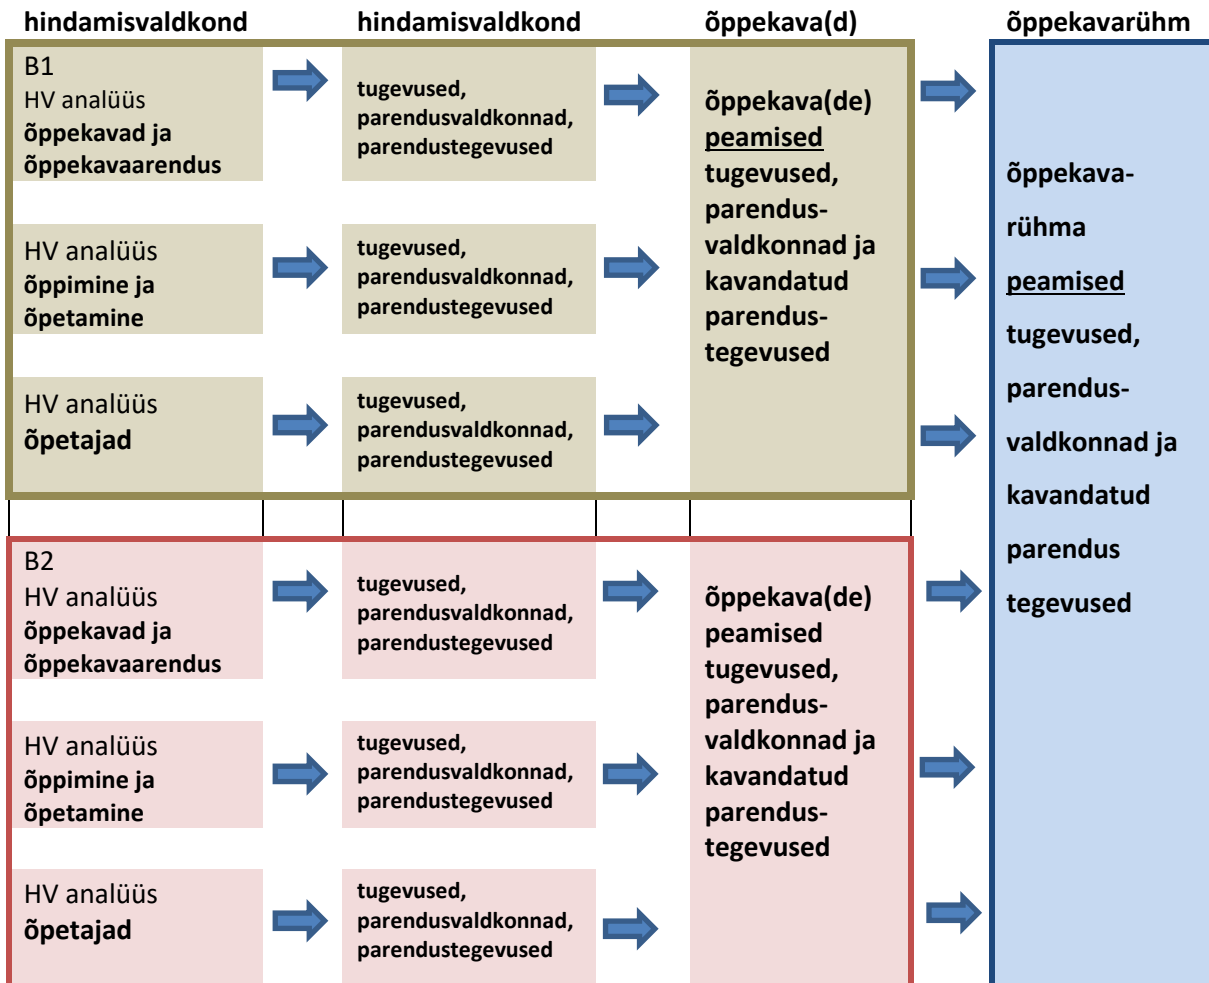 hindamisvaldkond
hindamisvaldkond
õppekava(d)
õppekavarühm
B1
HV analüüs
õppekavad ja
õppekavaarendus
tugevused,
parendusvaldkonnad,
parendustegevused
HV analüüs
õppimine ja
õpetamine
tugevused,
parendusvaldkonnad,
parendustegevused
HV analüüs
õpetajad
tugevused,
parendusvaldkonnad,
parendustegevused
õppekava(de)
peamised
tugevused,
parendus-
valdkonnad ja
kavandatud
parendus-
tegevused
B2
HV analüüs
õppekavad ja
õppekavaarendus
tugevused,
parendusvaldkonnad,
parendustegevused
HV analüüs
õppimine ja
õpetamine
tugevused,
parendusvaldkonnad,
parendustegevused
HV analüüs
õpetajad
tugevused,
parendusvaldkonnad,
parendustegevused
õppekava(de)
peamised
tugevused,
parendus-
valdkonnad ja
kavandatud
parendus-
tegevused
õppekava-
rühma
peamised
tugevused,
parendus-
valdkonnad ja
kavandatud
parendus
tegevused